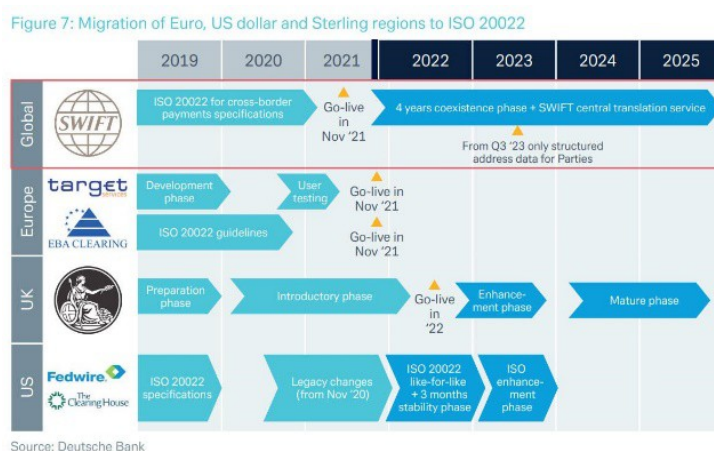 Figure 7: Migration of Euro, US dollar and Sterling regions to ISO 20022
2019 2020 2021 2022 2023 2024 2025
Global
SWIFT
ISO 20022 for cross-border
payments specifications
Go-live
in
Nov ‘21
4 years coexistence phase + SWIFT central translation service
From Q3 ‘23 only structured
address data for Parties
Europe
target
SERVICES
Development
phase
User
testing
Go-live in
Nov ‘21
EBA CLEARING
ISO 20022 guidelines
Go-live in
Nov ‘21
UK
Preparation
phase
Introductory phase
Go-live
in
‘22
Enhance-
ment phase
Mature phase
US
Fedwire.
The
Clearing House
ISO 20022
specifications
Legacy changes
(from Nov ‘20)
ISO 20022
like-for-like
+ 3 months
stability phase
ISO
enhance-
ment
phase
Source: Deutsche Bank